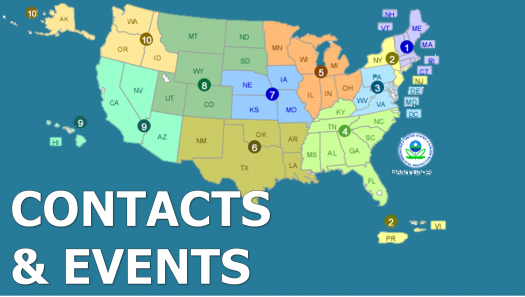 10 AK
WA
10
OR
ID
MT
ND
SD
WY
8
UT
CO
NV
CA
9
AZ
9
HI
NM
TX
OK
6
AR
LA
NE
IA
7
KS
MO
MN
WI
MI
5
IL
IN
OH
KY
TN
4
NC
SC
MS
AL
GA
FL
PA
3
WV
VA
DE
MD
DC
NY
2
NJ
NH
VT
ME
1
MA
RI
CT
2
PR
VI
CONTACTS
& EVENTS